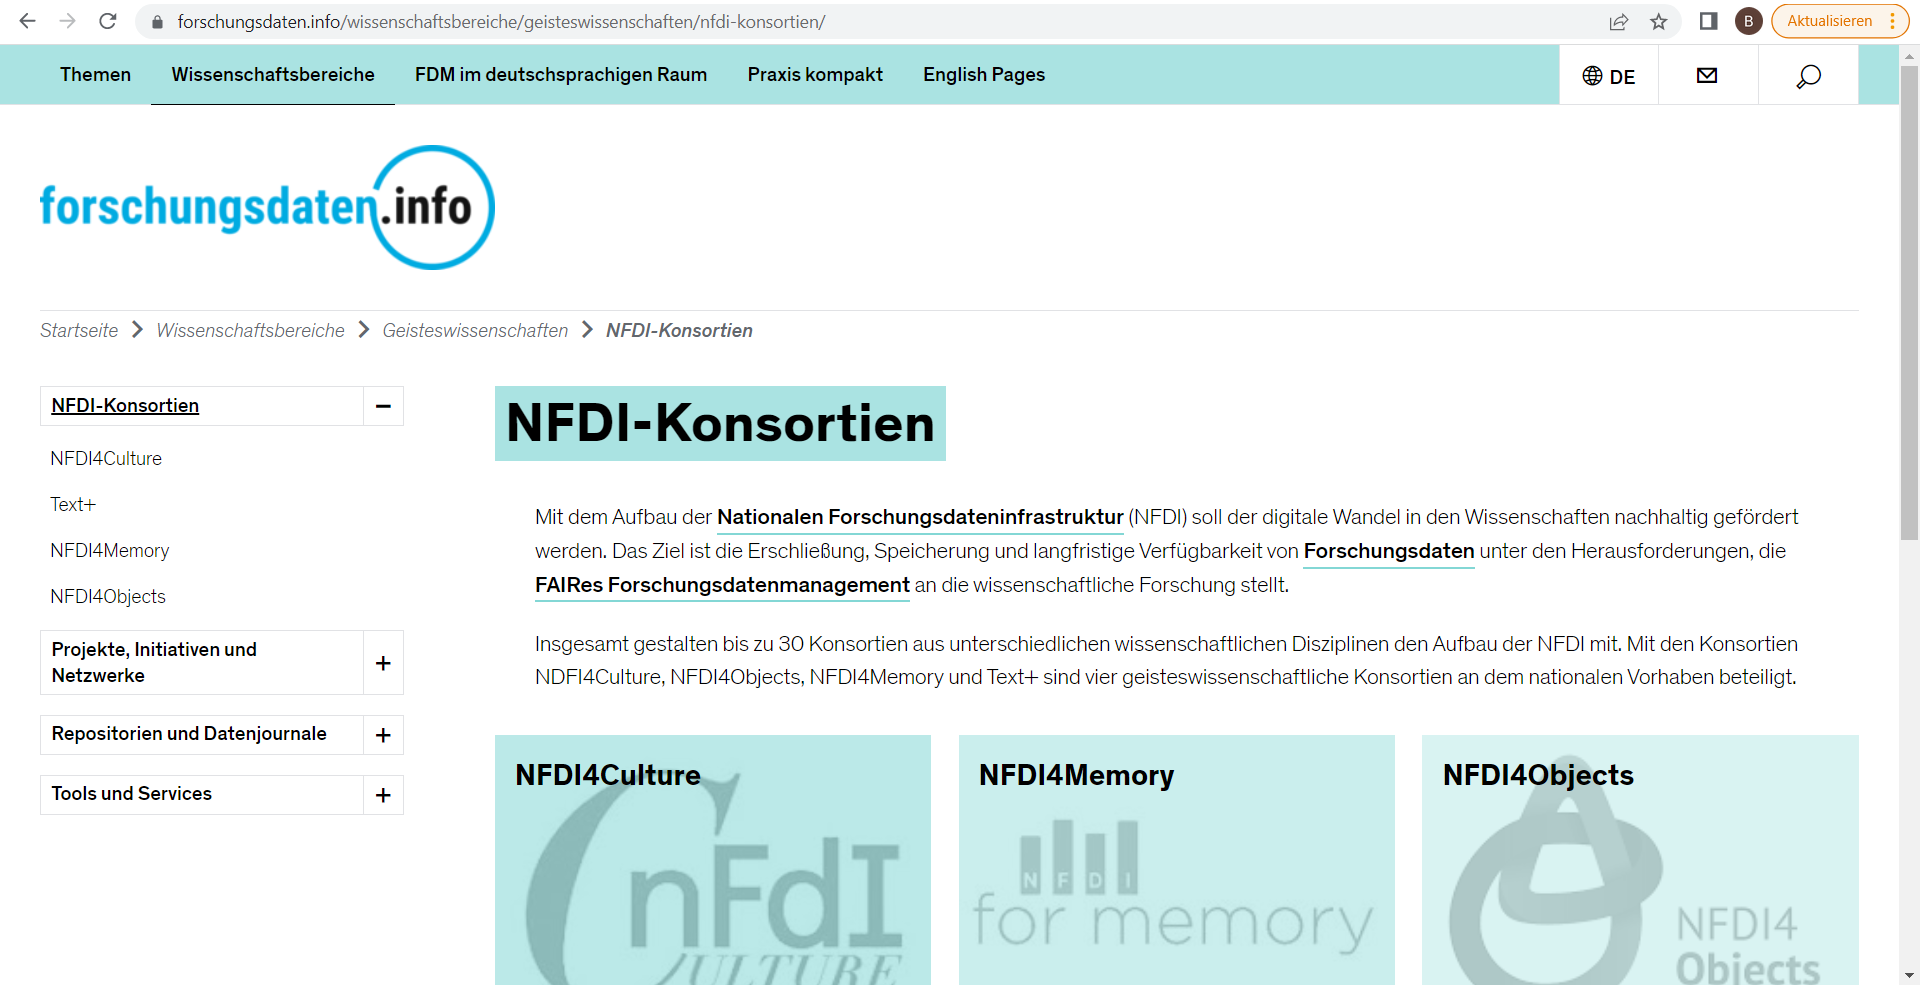 forschungsdaten.info/wissenschaftsbereiche/geisteswissenschaften/nfdi-konsortien/
B
Aktualisieren
Themen
Wissenschaftsbereiche
FDM im deutschsprachigen Raum
Praxis kompakt
English Pages
DE
forschungsdaten.info
Startseite
Wissenschaftsbereiche
Geisteswissenschaften
NFDI-Konsortien
NFDI-Konsortien
NFDI4Culture
Text+
NFDI4Memory
NFDI4Objects
Projekte, Initiativen und
Netzwerke
Repositorien und Datenjournale
Tools und Services
NFDI-Konsortien
Mit dem Aufbau der Nationalen Forschungsdateninfrastruktur (NFDI) soll der digitale Wandel in den Wissenschaften nachhaltig gefördert
werden. Das Ziel ist die Erschließung, Speicherung und langfristige Verfügbarkeit von Forschungsdaten unter den Herausforderungen, die
FAIRes Forschungsdatenmanagement an die wissenschaftliche Forschung stellt.
Insgesamt gestalten bis zu 30 Konsortien aus unterschiedlichen wissenschaftlichen Disziplinen den Aufbau der NFDI mit. Mit den Konsortien
NDFI4Culture, NFDI4Objects, NFDI4Memory und Text+ sind vier geisteswissenschaftliche Konsortien an dem nationalen Vorhaben beteiligt.
NFDI4Culture
nFdI
CULTURE
NFDI4Memory
NFDI
for memory
NFDI4Objects
NFDI4
Objects